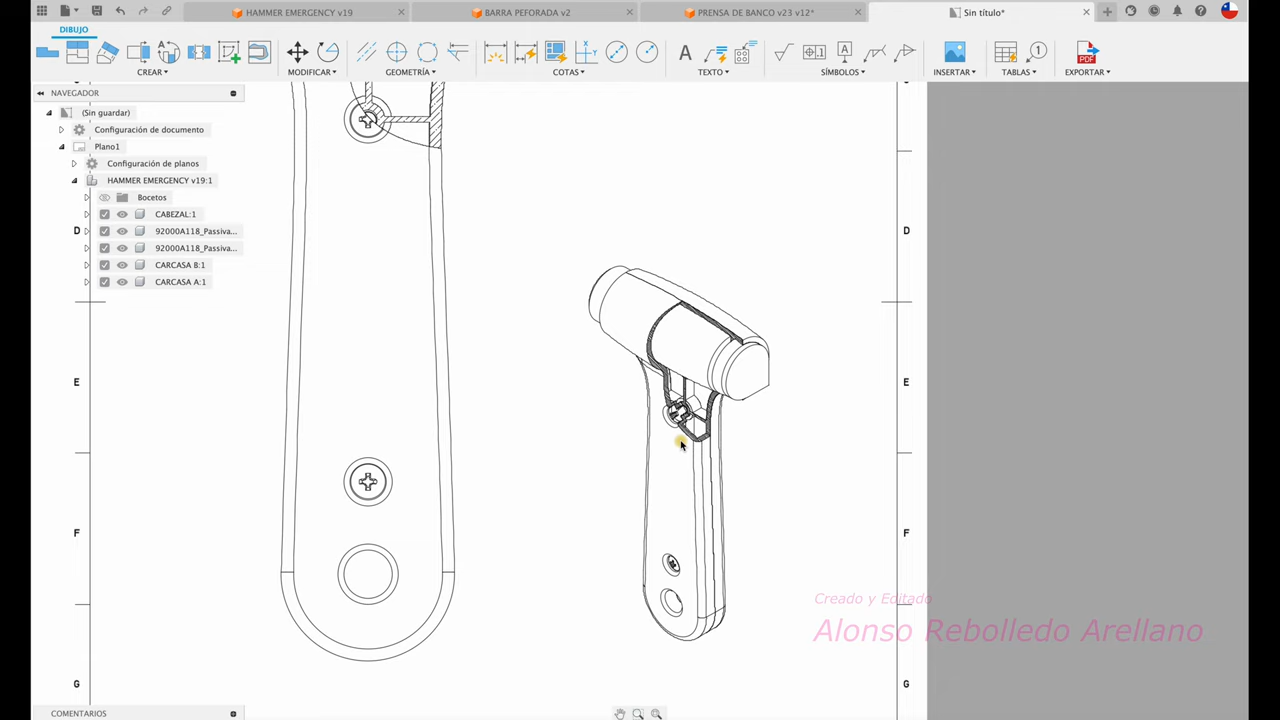 HAMMER EMERGENCY v19
BARRA PEFORADA v2
PRENSA DE BANCO v23 v12*
Sin título*
DIBUJO
CREAR
MODIFICAR
GEOMETRÍA
COTAS
TEXTO
SÍMBOLOS
INSERTAR
TABLAS
EXPORTAR
NAVEGADOR
(Sin guardar)
Configuración de documento
Plano1
Configuración de planos
HAMMER EMERGENCY v19:1
Bocetos
CABEZAL:1
92000A118_Passiva...
92000A118_Passiva...
CARCASA B:1
CARCASA A:1
D
D
E
E
F
F
G
G
Creado y Editado
Alonso Rebolledo Arellano
COMENTARIOS